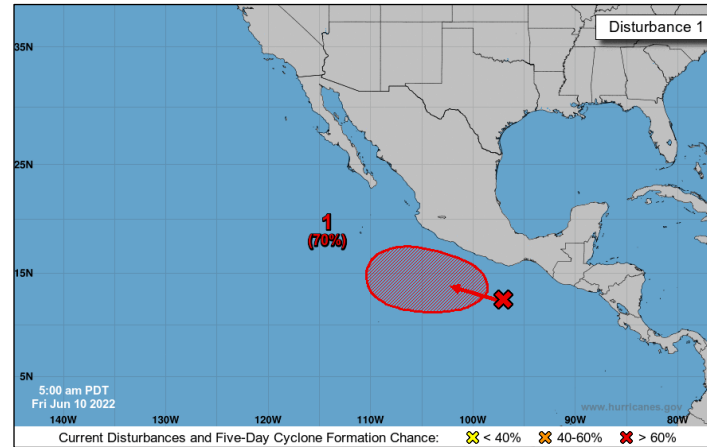 Disturbance 1
35N
25N
1
(70%)
15N
5N
5:00 am PDT
Fri Jun 10 2022
www.hurricanes.gov
140W 130W 120W 110W 100W 90W 80W
Current Disturbances and Five-Day Cyclone Formation Chance: < 40% 40-60% > 60%